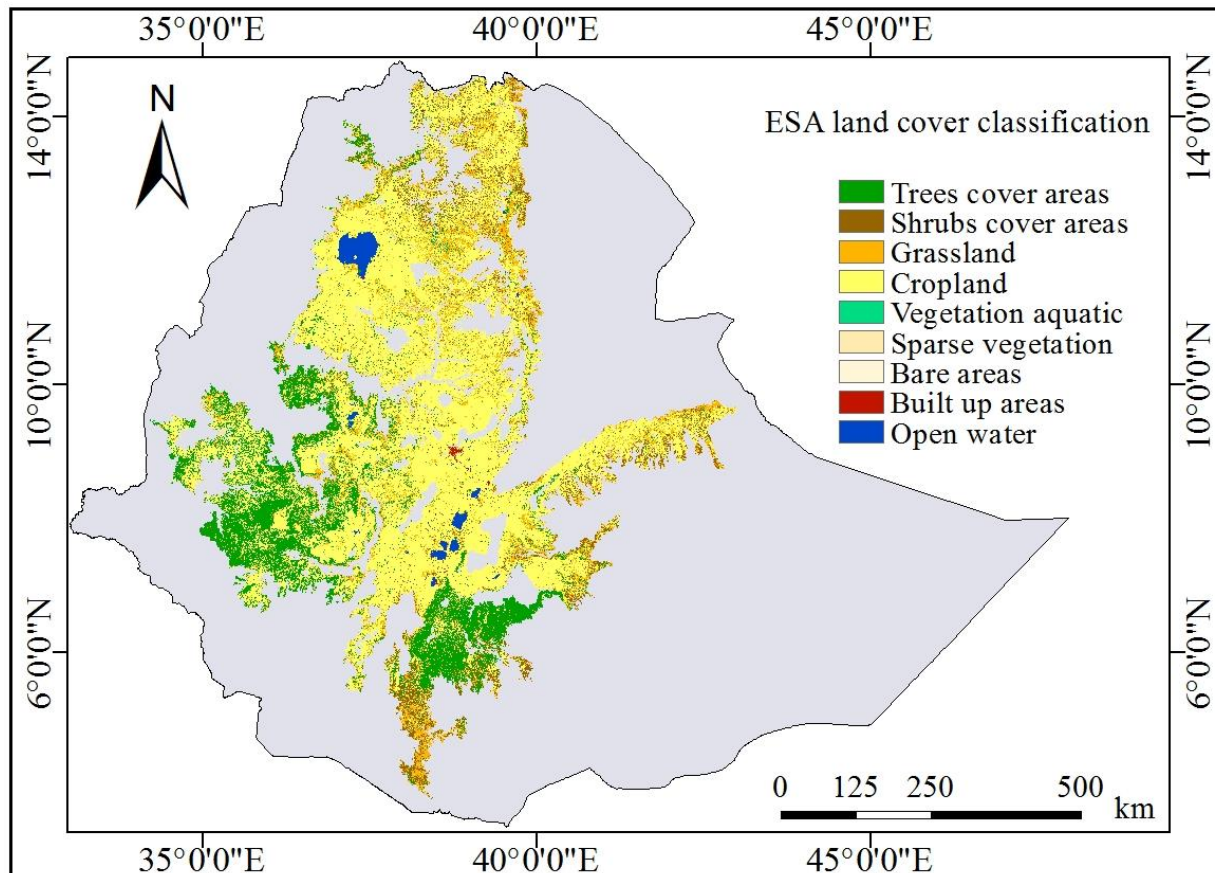 35°0'0"E 40°0'0"E 45°0'0"E
14°0'0"N
10°0'0"N
6°0'0"N
N
ESA land cover classification
Trees cover areas
Shrubs cover areas
Grassland
Cropland
Vegetation aquatic
Sparse vegetation
Bare areas
Built up areas
Open water
14°0'0"N
10°0'0"N
6°0'0"N
0 125 250 500
km
35°0'0"E 40°0'0"E 45°0'0"E